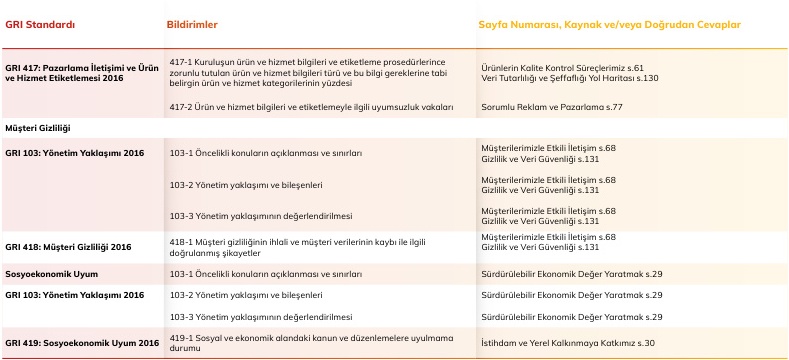 GRI Standardı Bildirimler Sayfa Numarası, Kaynak ve/veya Doğrudan Cevaplar
GRI 417: Pazarlama İletişimi ve Ürün
ve Hizmet Etiketlemesi 2016
417-1 Kuruluşun ürün ve hizmet bilgileri ve etiketleme prosedürlerince
zorunlu tutulan ürün ve hizmet bilgileri türü ve bu bilgi gereklerine tabi
belirgin ürün ve hizmet kategorilerinin yüzdesi
Ürünlerin Kalite Kontrol Süreçlerimiz s.61
Veri Tutarlılığı ve Şeffaflığı Yol Haritası s.130
417-2 Ürün ve hizmet bilgileri ve etiketlemeyle ilgili uyumsuzluk vakaları Sorumlu Reklam ve Pazarlama s.77
Müşteri Gizliliği
GRI 103: Yönetim Yaklaşımı 2016 103-1 Öncelikli konuların açıklanması ve sınırları
Müşterilerimizle Etkili İletişim s.68
Gizlilik ve Veri Güvenliği s.131
103-2 Yönetim yaklaşımı ve bileşenleri
Müşterilerimizle Etkili İletişim s.68
Gizlilik ve Veri Güvenliği s.131
103-3 Yönetim yaklaşımının değerlendirilmesi
Müşterilerimizle Etkili İletişim s.68
Gizlilik ve Veri Güvenliği s.131
GRI 418: Müşteri Gizliliği 2016
418-1 Müşteri gizliliğinin ihlali ve müşteri verilerinin kaybı ile ilgili
doğrulanmış şikayetler
Müşterilerimizle Etkili İletişim s.68
Gizlilik ve Veri Güvenliği s.131
Sosyoekonomik Uyum 103-1 Öncelikli konuların açıklanması ve sınırları Sürdürülebilir Ekonomik Değer Yaratmak s.29
GRI 103: Yönetim Yaklaşımı 2016 103-2 Yönetim yaklaşımı ve bileşenleri Sürdürülebilir Ekonomik Değer Yaratmak s.29
103-3 Yönetim yaklaşımının değerlendirilmesi Sürdürülebilir Ekonomik Değer Yaratmak s.29
GRI 419: Sosyoekonomik Uyum 2016
419-1 Sosyal ve ekonomik alandaki kanun ve düzenlemelere uyulmama
durumu
İstihdam ve Yerel Kalkınmaya Katkımız s.30